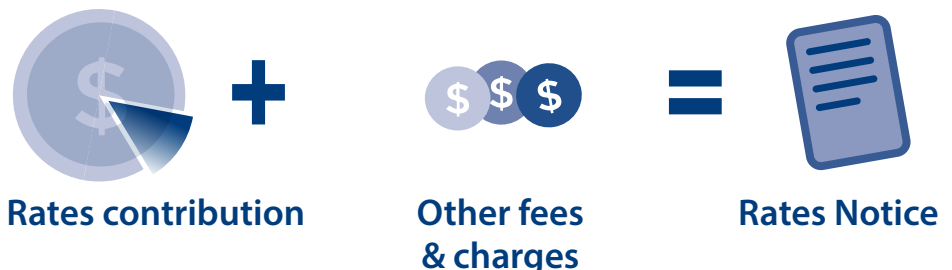 $
+
$ $ $
=
Rates contribution
Other fees
& charges
Rates Notice